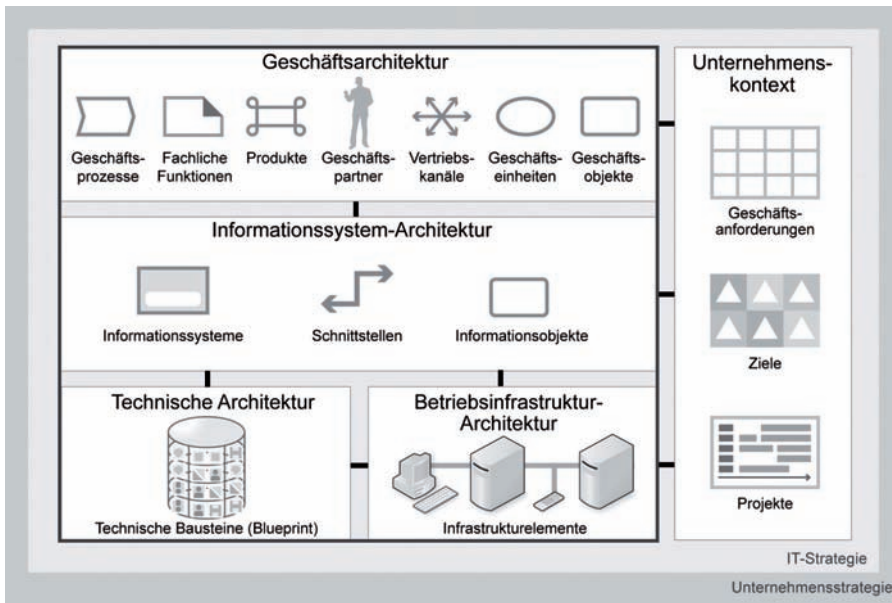 Geschäftsarchitektur
Geschäfts-
prozesse
Fachliche
Funktionen
Produkte
Geschäfts-
partner
Vertriebs-
kanäle
Geschäfts-
einheiten
Geschäfts-
objekte
Informationssystem-Architektur
Informationssysteme
Schnittstellen
Informationsobjekte
Technische Architektur
Technische Bausteine (Blueprint)
Betriebsinfrastruktur-
Architektur
Infrastrukturelemente
Unternehmens-
kontext
Geschäfts-
anforderungen
Ziele
Projekte
IT-Strategie
Unternehmensstrategie